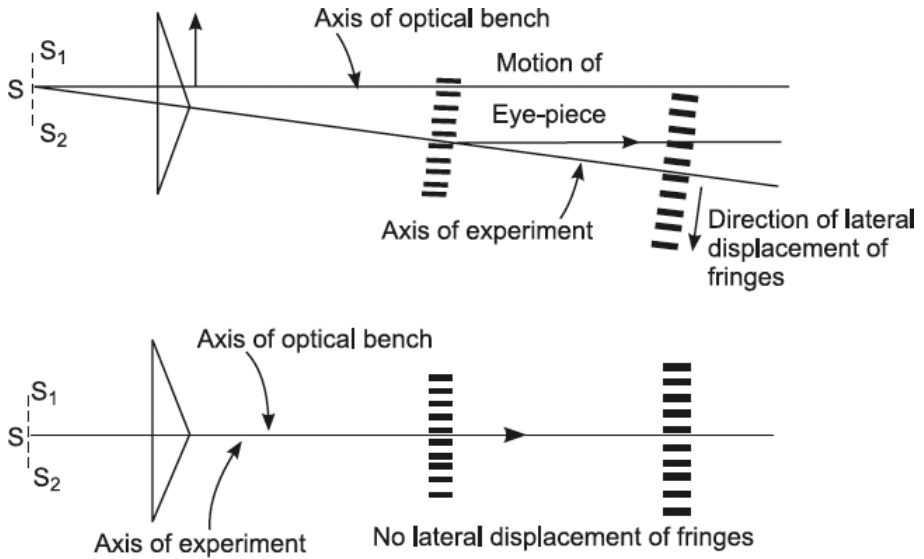 Axis of optical bench
S₁
S
S₂
Motion of
Eye-piece
Axis of experiment
Direction of lateral
displacement of
fringes
Axis of optical bench
S₁
S
S₂
Axis of experiment
No lateral displacement of fringes